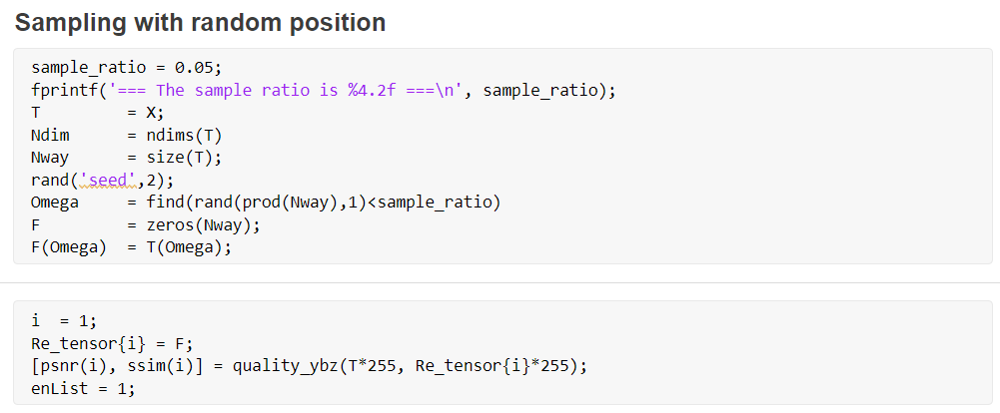 Sampling with random position
sample_ratio = 0.05;
fprintf('=== The sample ratio is %4.2f ===\n', sample_ratio);
T         = X;
Ndim      = ndims(T)
Nway      = size(T);
rand('seed',2);
Omega     = find(rand(prod(Nway),1)<sample_ratio)
F         = zeros(Nway);
F(Omega)  = T(Omega);
i  = 1;
Re_tensor{i} = F;
[psnr(i), ssim(i)] = quality_ybz(T*255, Re_tensor{i}*255);
enList = 1;